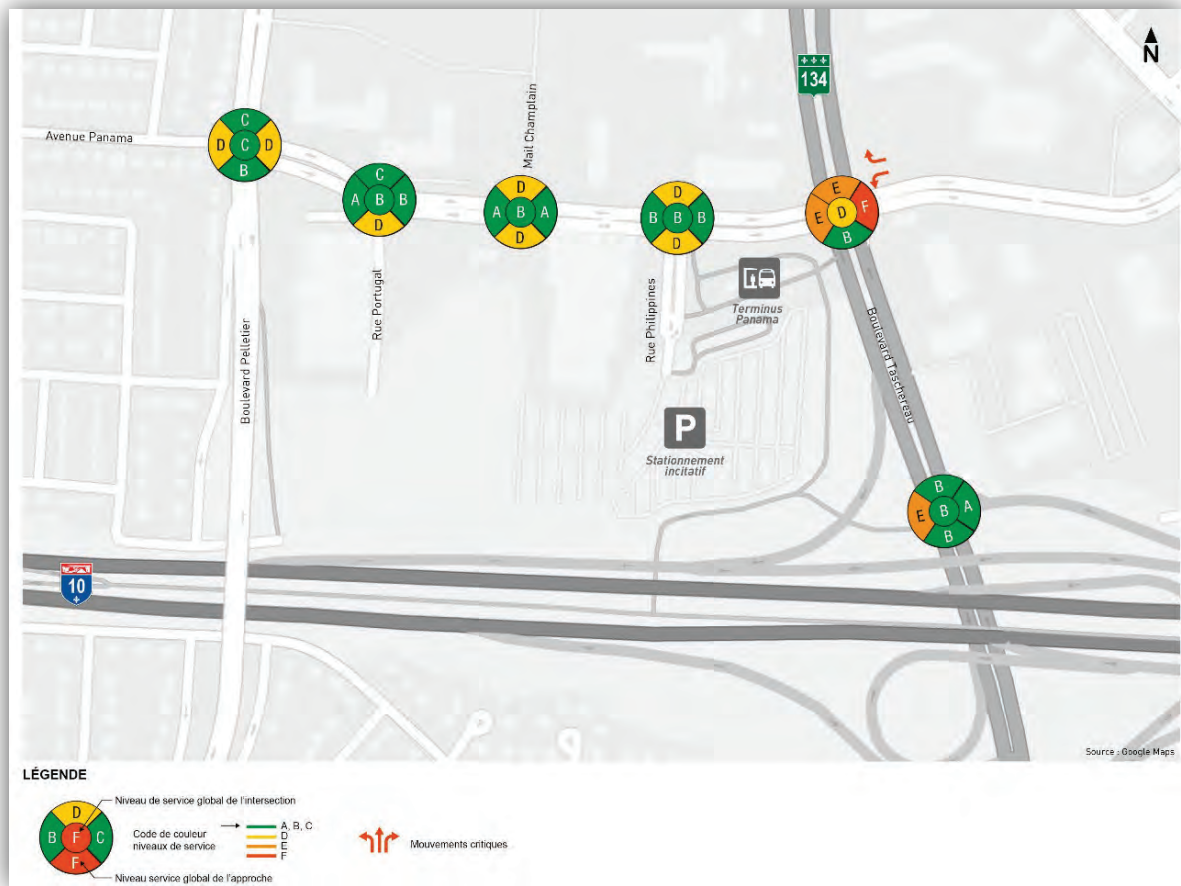 N
134
Mail Champlain
Avenue Panama
C
D
C
D
B
C
A
B
B
D
D
A
B
A
D
D
B
B
B
D
E
E
D
F
B
Rue Portugal
Rue Philippines
Terminus
Panama
Boulevard Pelletier
Boulevard Taschereau
P
Stationnement
incitatif
B
E
B
A
B
10
Source : Google Maps
LÉGENDE
Niveau de service global de l'intersection
D
B
F
C
F
Code de couleur
niveaux de service
A, B, C
D
E
F
Mouvements critiques
Niveau service global de l'approche